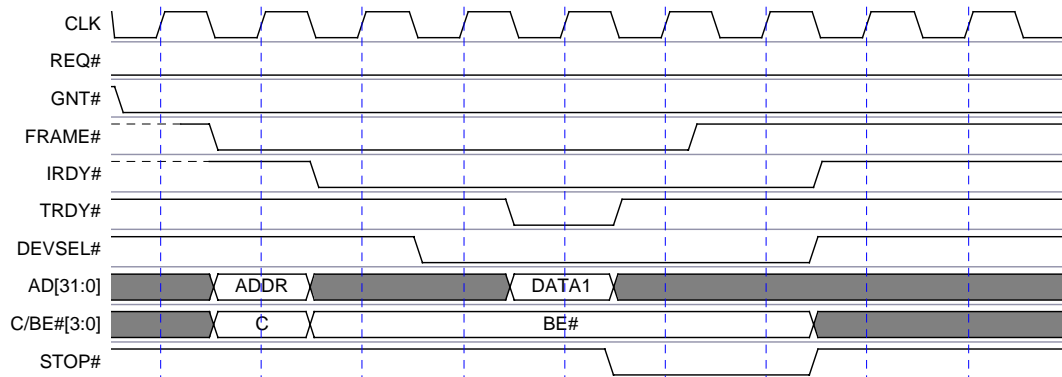 CLK
REQ#
GNT#
FRAME#
IRDY#
TRDY#
DEVSEL#
AD[31:0] ADDR DATA1
C/BE#[3:0] C BE#
STOP#